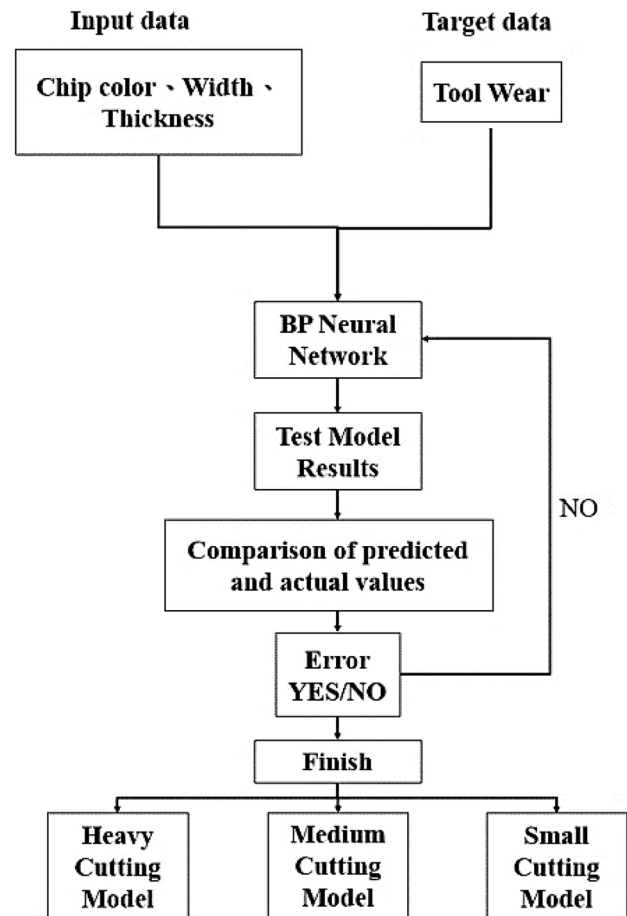 Input data
Target data
Chip color、Width、
Thickness
Tool Wear
BP Neural
Network
Test Model
Results
NO
Comparison of predicted
and actual values
Error
YES/NO
Finish
Heavy
Cutting
Model
Medium
Cutting
Model
Small
Cutting
Model